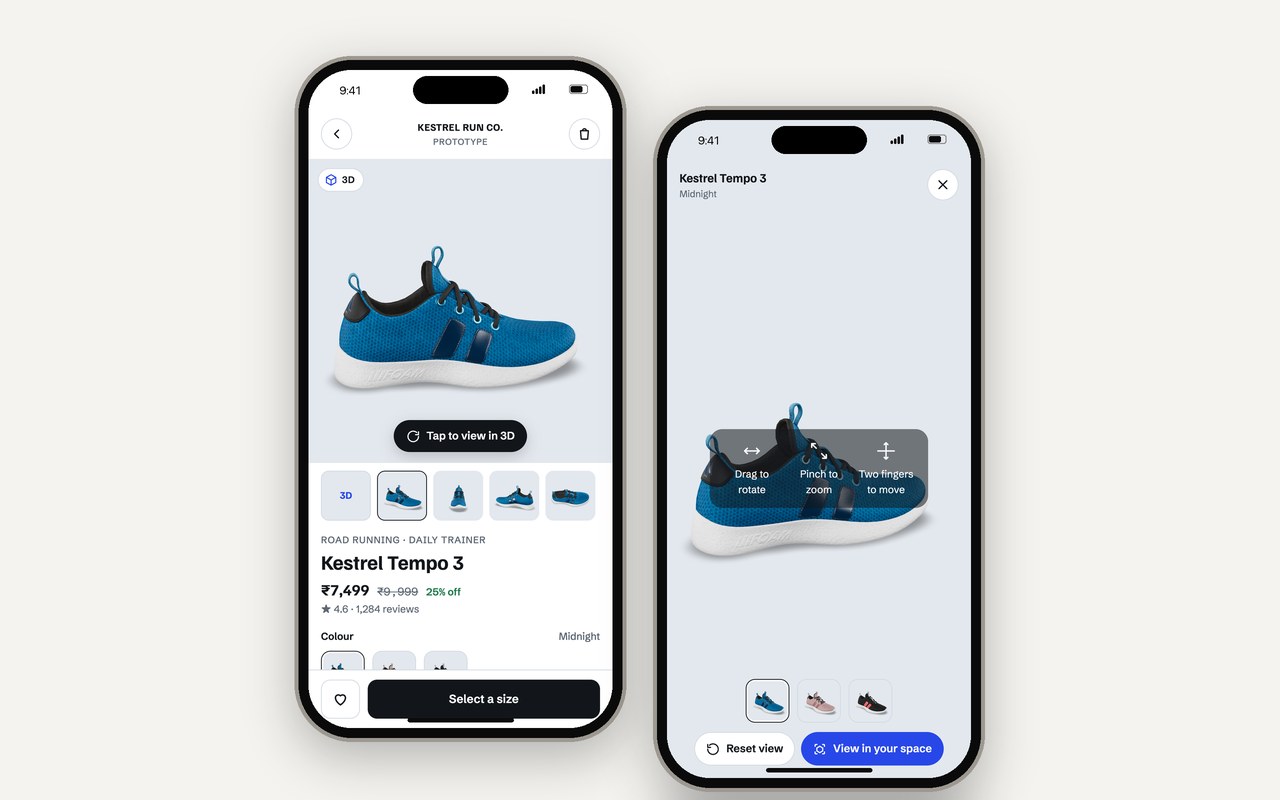 9:41
KESTREL RUN CO.
PROTOTYPE
3D
Tap to view in 3D
3D
ROAD RUNNING · DAILY TRAINER
Kestrel Tempo 3
₹7,499 ₹9,999 25% off
★ 4.6 · 1,284 reviews
Colour Midnight
Select a size
9:41
Kestrel Tempo 3
Midnight
Drag to rotate
Pinch to zoom
Two fingers to move
Reset view
View in your space